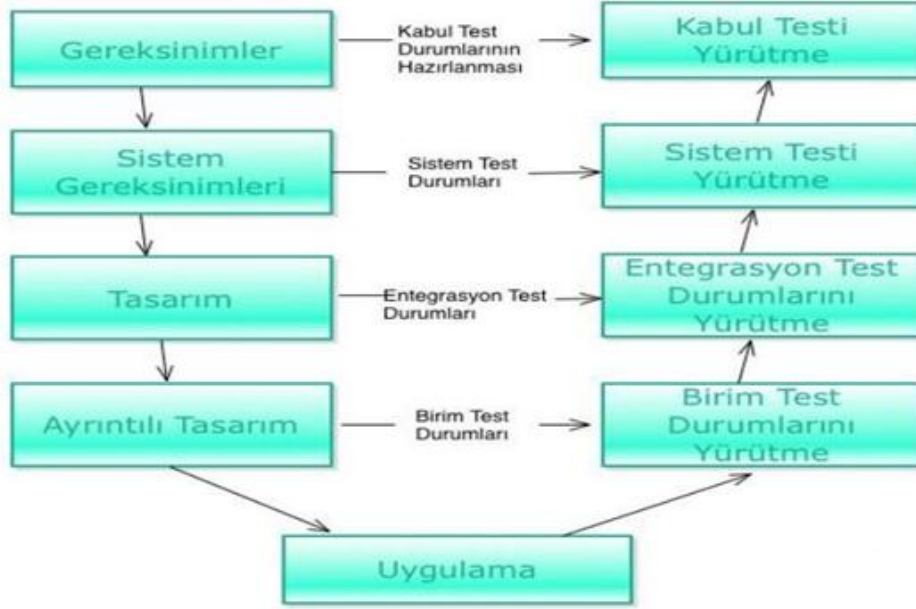 Gereksinimler
Kabul Test
Durumlarının
Hazırlanması
Kabul Testi
Yürütme
Sistem
Gereksinimleri
Sistem Test
Durumları
Sistem Testi
Yürütme
Tasarım
Entegrasyon Test
Durumları
Entegrasyon Test
Durumlarını
Yürütme
Ayrıntılı Tasarım
Birim Test
Durumları
Birim Test
Durumlarını
Yürütme
Uygulama